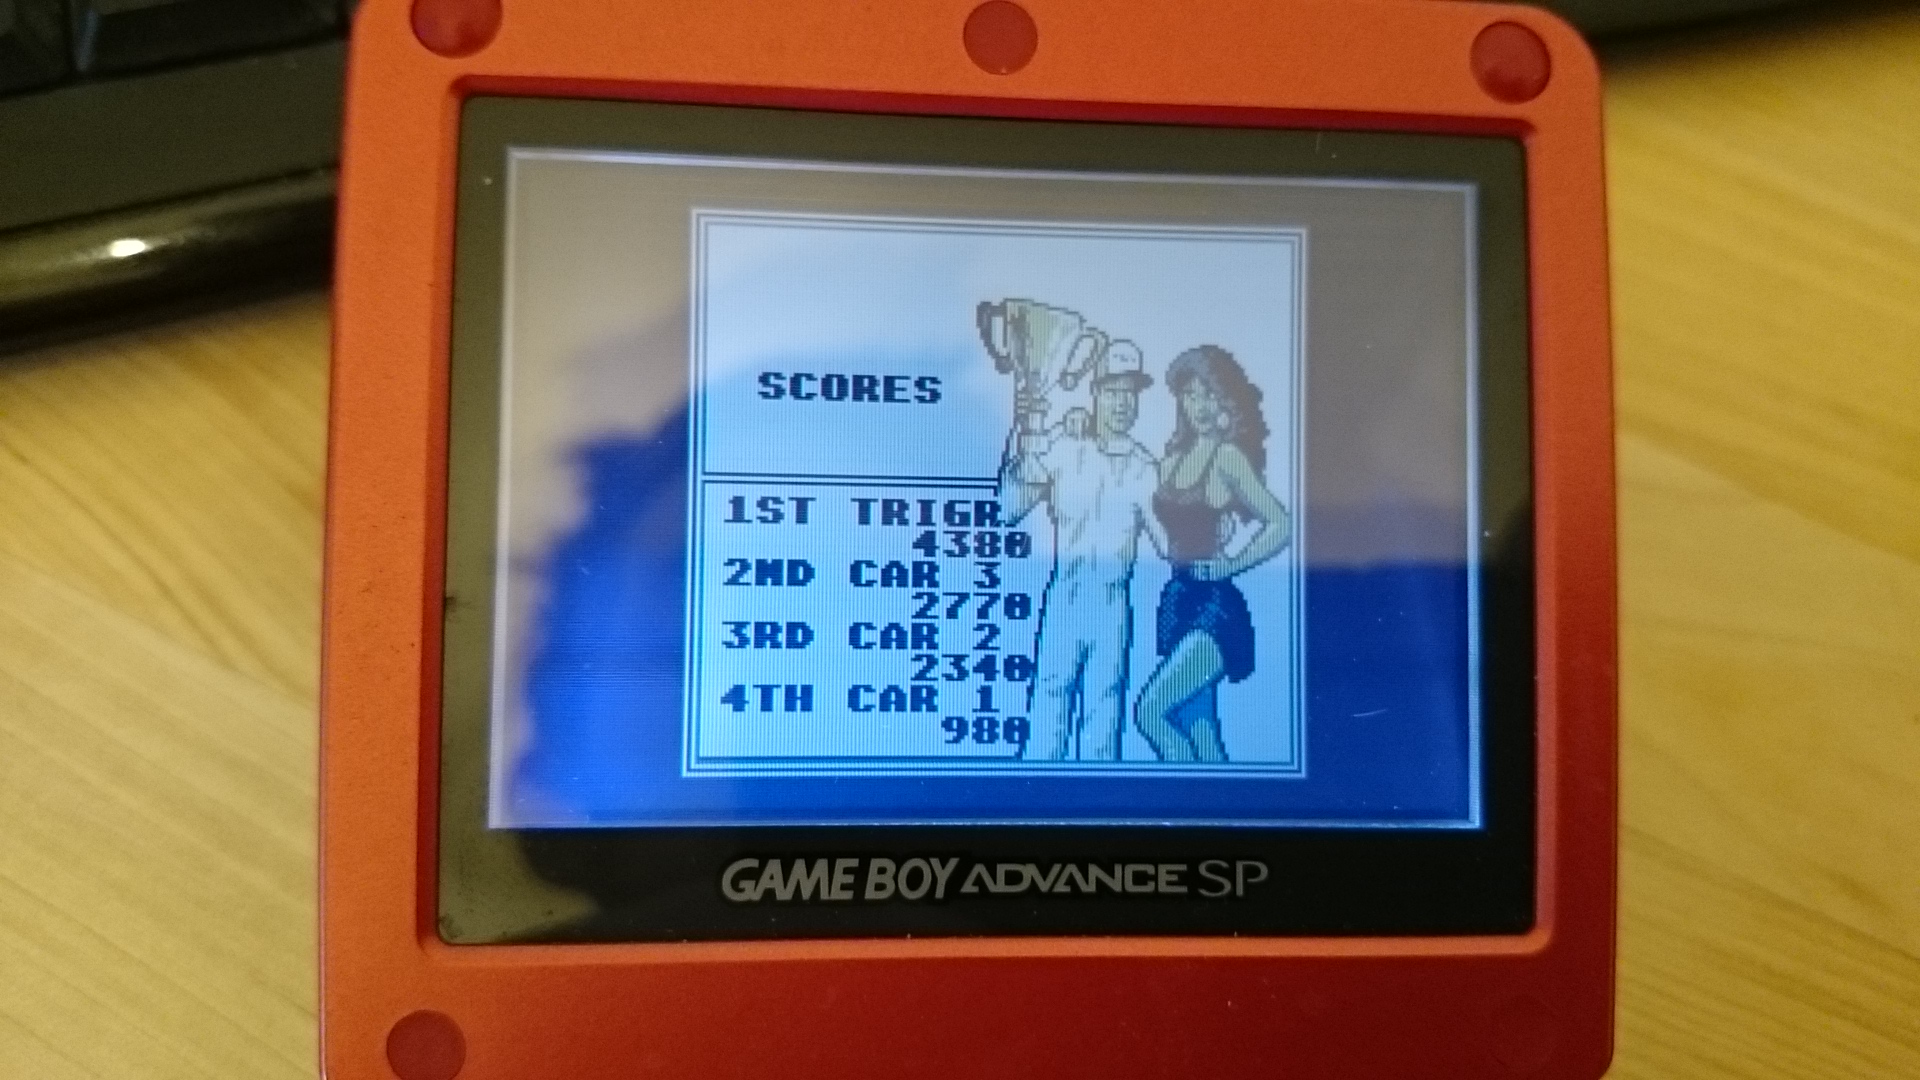 SCORES
1ST TRIGR.
4380
2ND CAR 3
2770
3RD CAR 2
2340
4TH CAR 1
980
GAME BOY ADVANCE SP